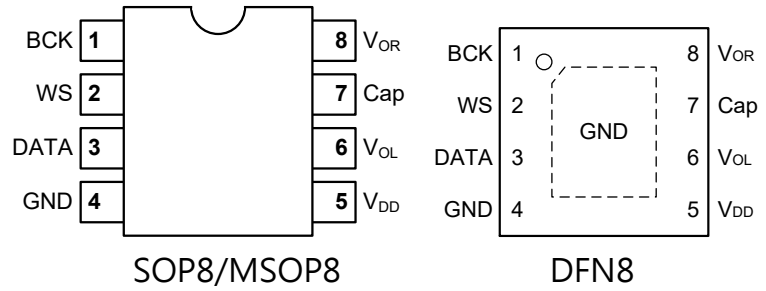 BCK 1 8 VOR
WS 2 7 Cap
DATA 3 6 VOL
GND 4 5 VDD
SOP8/MSOP8
BCK 1 8 VOR
WS 2 7 Cap
GND
DATA 3 6 VOL
GND 4 5 VDD
DFN8